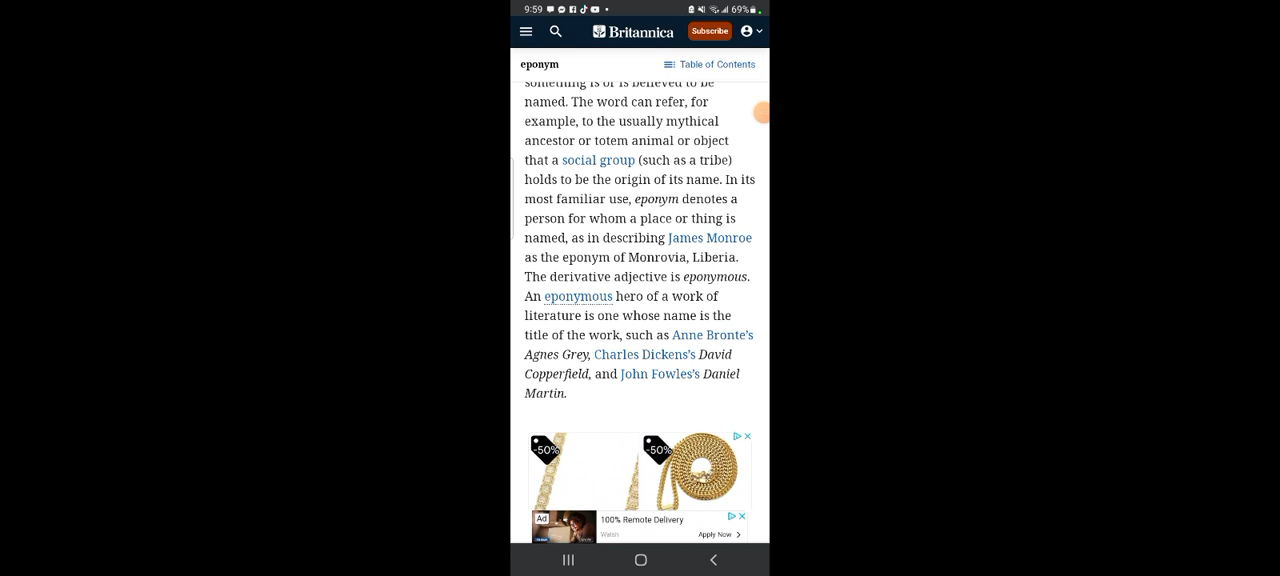 9:59 69%
Britannica Subscribe
eponym Table of Contents
something is or is believed to be
named. The word can refer, for
example, to the usually mythical
ancestor or totem animal or object
that a social group (such as a tribe)
holds to be the origin of its name. In its
most familiar use, eponym denotes a
person for whom a place or thing is
named, as in describing James Monroe
as the eponym of Monrovia, Liberia.
The derivative adjective is eponymous.
An eponymous hero of a work of
literature is one whose name is the
title of the work, such as Anne Bronte’s
Agnes Grey, Charles Dickens’s David
Copperfield, and John Fowles’s Daniel
Martin.
-50% -50%
Ad 100% Remote Delivery
Walsh Apply Now